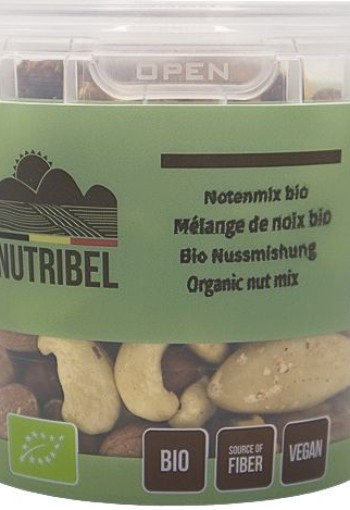 OPEN
Notenmix bio
Mélange de noix bio
Bio Nussmishung
Organic nut mix
NUTRIBEL
BIO
SOURCE OF
FIBER
VEGAN